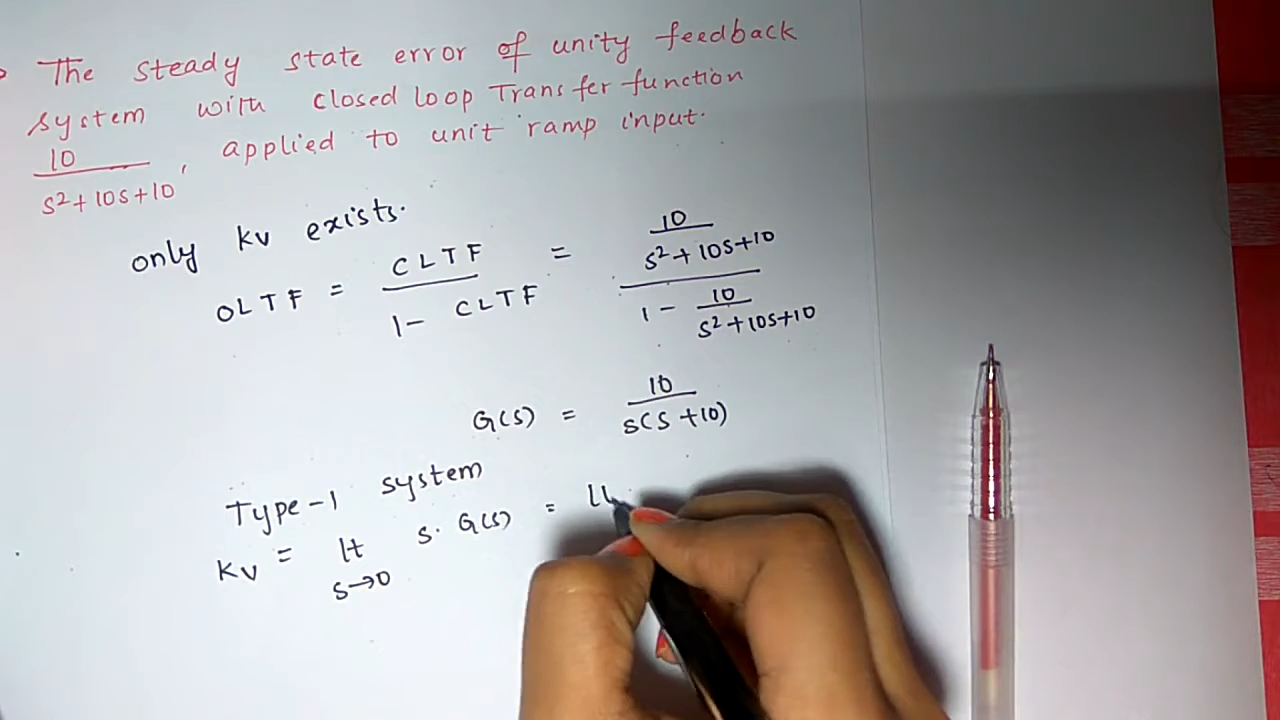 The steady state error of unity feedback
system with closed loop Transfer function
10 / s²+10s+10 , applied to unit ramp input.
only kv exists.
OLTF = CLTF / 1- CLTF = 10 / s²+10s+10 / 1 - 10 / s²+10s+10
G(s) = 10 / s(s+10)
Type-1 system
kv = lt s→0 s. G(s) =